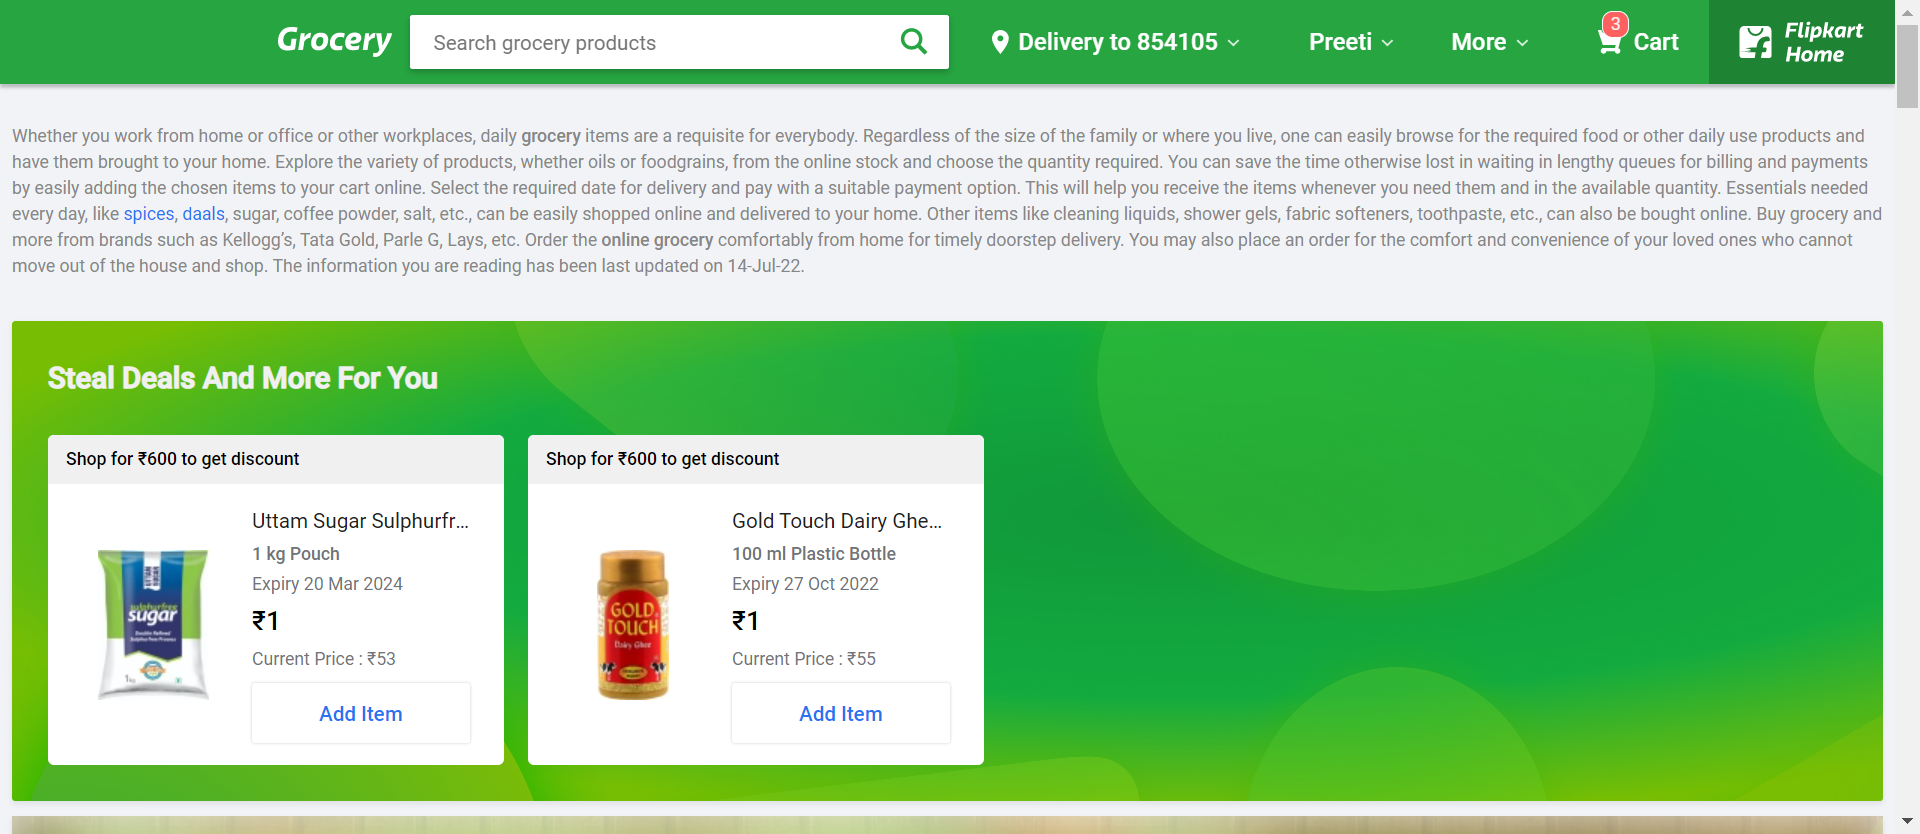 Grocery
Search grocery products
Delivery to 854105
Preeti
More
3
Cart
Flipkart
Home
Whether you work from home or office or other workplaces, daily grocery items are a requisite for everybody. Regardless of the size of the family or where you live, one can easily browse for the required food or other daily use products and
have them brought to your home. Explore the variety of products, whether oils or foodgrains, from the online stock and choose the quantity required. You can save the time otherwise lost in waiting in lengthy queues for billing and payments
by easily adding the chosen items to your cart online. Select the required date for delivery and pay with a suitable payment option. This will help you receive the items whenever you need them and in the available quantity. Essentials needed
every day, like spices, daals, sugar, coffee powder, salt, etc., can be easily shopped online and delivered to your home. Other items like cleaning liquids, shower gels, fabric softeners, toothpaste, etc., can also be bought online. Buy grocery and
more from brands such as Kellogg’s, Tata Gold, Parle G, Lays, etc. Order the online grocery comfortably from home for timely doorstep delivery. You may also place an order for the comfort and convenience of your loved ones who cannot
move out of the house and shop. The information you are reading has been last updated on 14-Jul-22.
Steal Deals And More For You
Shop for ₹600 to get discount
UTTAM
SUGAR
sulphurfree
sugar
Uttam Sugar Sulphurfr...
1 kg Pouch
Expiry 20 Mar 2024
₹1
Current Price : ₹53
Add Item
Shop for ₹600 to get discount
GOLD
TOUCH
Dairy Ghee
Gold Touch Dairy Ghe...
100 ml Plastic Bottle
Expiry 27 Oct 2022
₹1
Current Price : ₹55
Add Item